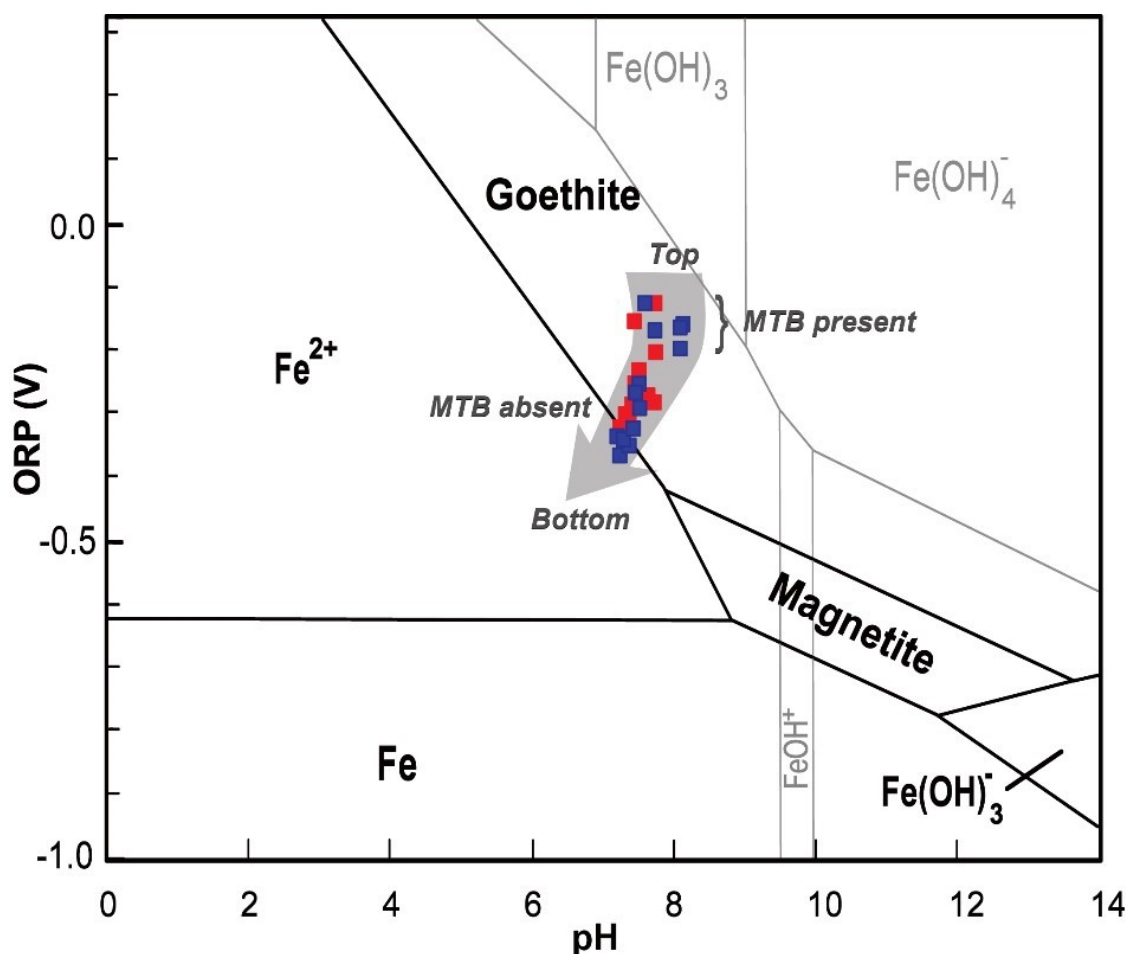 Fe(OH)₃
Fe(OH)₄⁻
Goethite
0.0
Top
MTB present
Fe²⁺
MTB absent
ORP (V)
Bottom
-0.5
Magnetite
FeOH⁺
Fe
Fe(OH)₃⁻
-1.0
0 2 4 6 8 10 12 14
pH